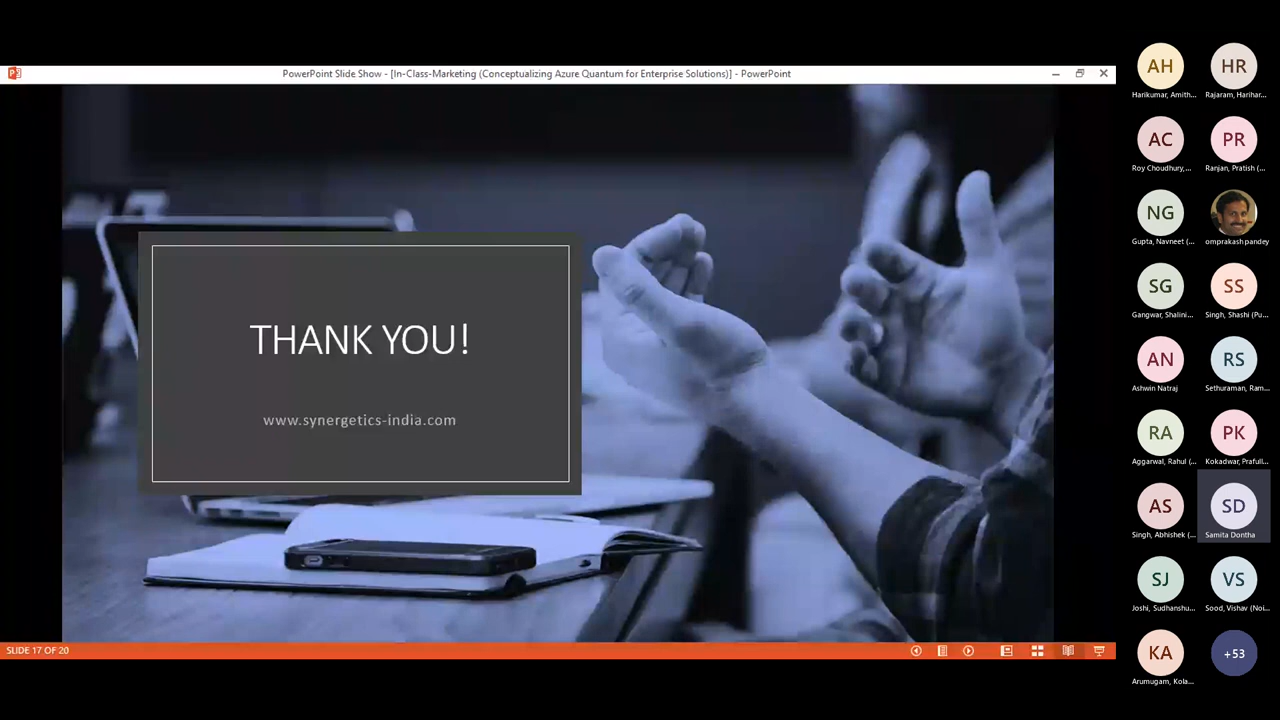 PowerPoint Slide Show - [In-Class-Marketing (Conceptualizing Azure Quantum for Enterprise Solutions)] - PowerPoint
THANK YOU!
www.synergetics-india.com
SLIDE 17 OF 20
AH HR
Harikumar, Amith... Rajaram, Harihar...
AC PR
Roy Choudhury,... Ranjan, Pratish (...
NG
Gupta, Navneet (... omprakash pandey
SG SS
Gangwar, Shalini... Singh, Shashi (Pu...
AN RS
Ashwin Natraj Sethuraman, Ram...
RA PK
Aggarwal, Rahul (... Kokadwar, Prafull...
AS SD
Singh, Abhishek (... Samita Dontha
SJ VS
Joshi, Sudhanshu... Sood, Vishav (Noi...
KA +53
Arumugam, Kola...